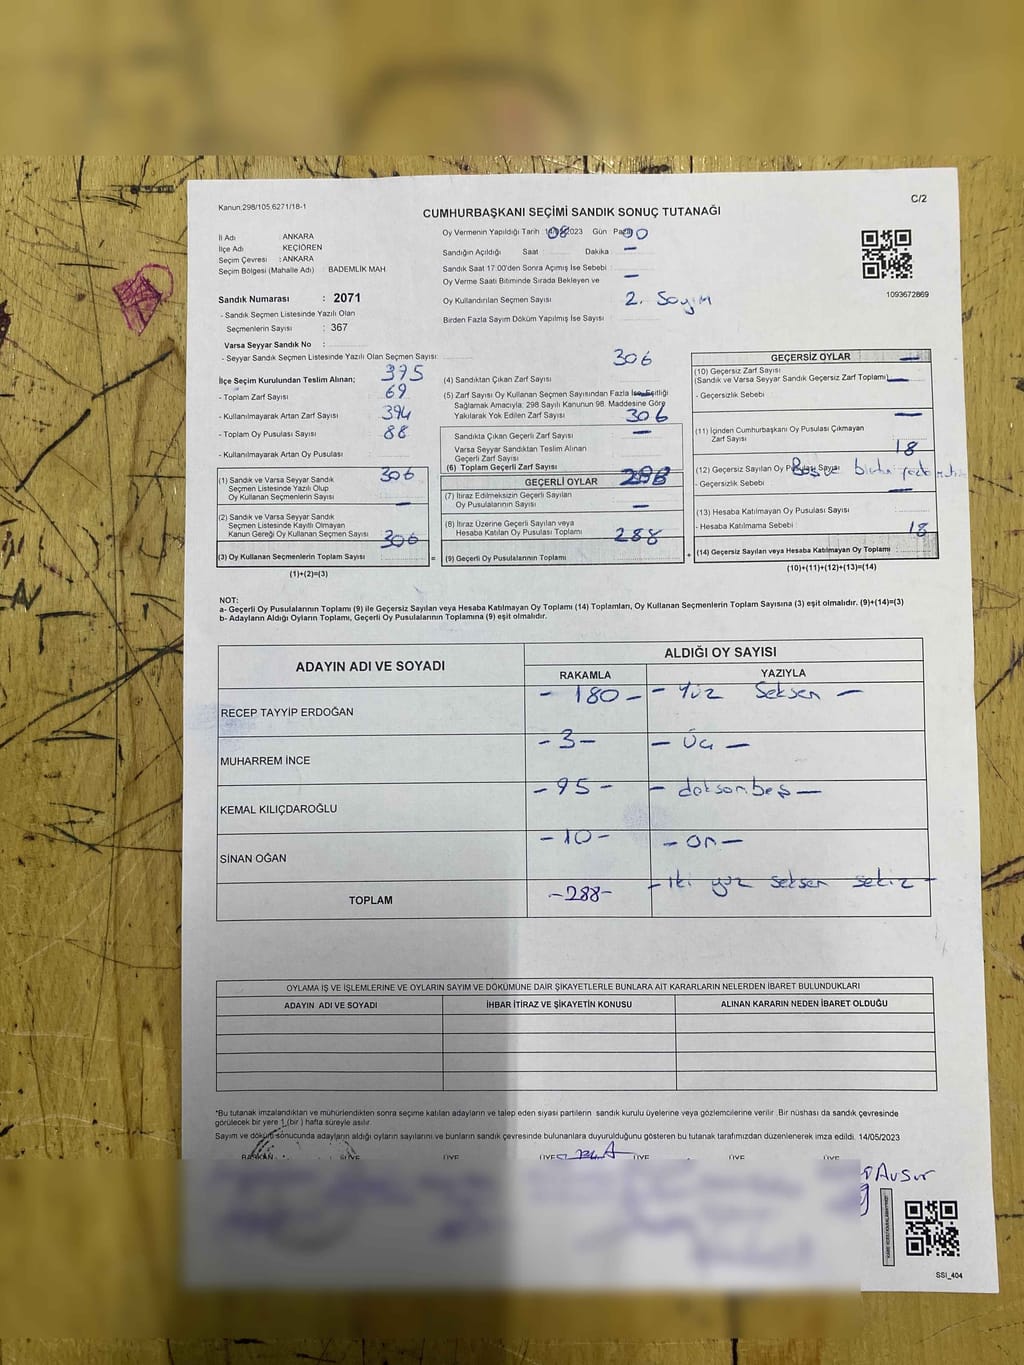 Kanun,298/105,6271/18-1
C/2
CUMHURBAŞKANI SEÇİMİ SANDIK SONUÇ TUTANAĞI
İl Adı ANKARA
İlçe Adı KEÇİÖREN
Seçim Çevresi : ANKARA
Seçim Bölgesi (Mahalle Adı) : BADEMLİK MAH.
Sandık Numarası : 2071
- Sandık Seçmen Listesinde Yazılı Olan
Seçmenlerin Sayısı : 367
Varsa Seyyar Sandık No :
- Seyyar Sandık Seçmen Listesinde Yazılı Olan Seçmen Sayısı:
Oy Vermenin Yapıldığı Tarih 2023 Gün
08 00
Sandığın Açıldığı Saat Dakika : —
Sandık Saat 17:00'den Sonra Açımış İse Sebebi :
Oy Verme Saati Bitiminde Sırada Bekleyen ve —
Oy Kullandırılan Seçmen Sayısı 2. Sayım
Birden Fazla Sayım Döküm Yapılmış İse Sayısı :
1093672869
İlçe Seçim Kurulundan Teslim Alınan; 395
- Toplam Zarf Sayısı 69
- Kullanılmayarak Artan Zarf Sayısı 394
- Toplam Oy Pusulası Sayısı 88
- Kullanılmayarak Artan Oy Pusulası
(1) Sandık ve Varsa Seyyar Sandık 306
Seçmen Listesinde Yazılı Olup
Oy Kullanan Seçmenlerin Sayısı
—
(2) Sandık ve Varsa Seyyar Sandık
Seçmen Listesinde Kayıtlı Olmayan
Kanun Gereği Oy Kullanan Seçmen Sayısı 306
(3) Oy Kullanan Seçmenlerin Toplam Sayısı =
(1)+(2)=(3)
306
(4) Sandıktan Çıkan Zarf Sayısı
(5) Zarf Sayısı Oy Kullanan Seçmen Sayısından Fazla İse Eşitliği
Sağlamak Amacıyla, 298 Sayılı Kanunun 98. Maddesine Göre
Yakılarak Yok Edilen Zarf Sayısı 306
Sandıkta Çıkan Geçerli Zarf Sayısı —
Varsa Seyyar Sandıktan Teslim Alınan
Geçerli Zarf Sayısı
(6) Toplam Geçerli Zarf Sayısı
GEÇERLİ OYLAR 288
(7) İtiraz Edilmeksizin Geçerli Sayılan
Oy Pusulalarının Sayısı —
(8) İtiraz Üzerine Geçerli Sayılan veya
Hesaba Katılan Oy Pusulası Toplamı 288
(9) Geçerli Oy Pusulalarının Toplamı +
GEÇERSİZ OYLAR —
(10) Geçersiz Zarf Sayısı
(Sandık ve Varsa Seyyar Sandık Geçersiz Zarf Toplamı) —
- Geçersizlik Sebebi
—
(11) İçinden Cumhurbaşkanı Oy Pusulası Çıkmayan
Zarf Sayısı 18
(12) Geçersiz Sayılan Oy Pusulası Sayısı
- Geçersizlik Sebebi
—
(13) Hesaba Katılmayan Oy Pusulası Sayısı
- Hesaba Katılmama Sebebi 18
(14) Geçersiz Sayılan veya Hesaba Katılmayan Oy Toplamı
(10)+(11)+(12)+(13)=(14)
NOT:
a- Geçerli Oy Pusulalarının Toplamı (9) ile Geçersiz Sayılan veya Hesaba Katılmayan Oy Toplamı (14) Toplamları, Oy Kullanan Seçmenlerin Toplam Sayısına (3) eşit olmalıdır. (9)+(14)=(3)
b- Adayların Aldığı Oyların Toplamı, Geçerli Oy Pusulalarının Toplamına (9) eşit olmalıdır.
ADAYIN ADI VE SOYADI ALDIĞI OY SAYISI
RAKAMLA YAZIYLA
RECEP TAYYİP ERDOĞAN - 180 - - Yüz Seksen -
MUHARREM İNCE - 3 - - Üç -
KEMAL KILIÇDAROĞLU - 95 - - doksanbeş -
SİNAN OĞAN - 10 - - on -
TOPLAM -288- - iki yüz seksen sekiz -
OYLAMA İŞ VE İŞLEMLERİNE VE OYLARIN SAYIM VE DÖKÜMÜNE DAİR ŞİKAYETLERLE BUNLARA AİT KARARLARIN NELERDEN İBARET BULUNDUKLARI
ADAYIN ADI VE SOYADI İHBAR İTİRAZ VE ŞİKAYETİN KONUSU ALINAN KARARIN NEDEN İBARET OLDUĞU
*Bu tutanak imzalandıktan ve mühürlendikten sonra seçime katılan adayların ve talep eden siyasi partilerin sandık kurulu üyelerine veya gözlemcilerine verilir. Bir nüshası da sandık çevresinde
görülecek bir yere 1 (bir) hafta süreyle asılır.
Sayım ve döküm sonucunda adayların aldığı oyların sayılarını ve bunların sandık çevresinde bulunanlara duyurulduğunu gösteren bu tutanak tarafımızdan düzenlenerek imza edildi. 14/05/2023
BAŞKAN ÜYE ÜYE ÜYE ÜYE ÜYE ÜYE
SSI_404